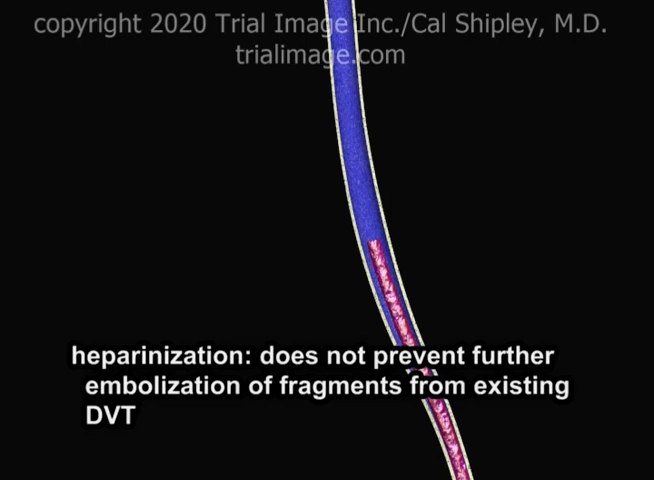 copyright 2020 Trial Image Inc./Cal Shipley, M.D.
trialimage.com
heparinization: does not prevent further
embolization of fragments from existing
DVT